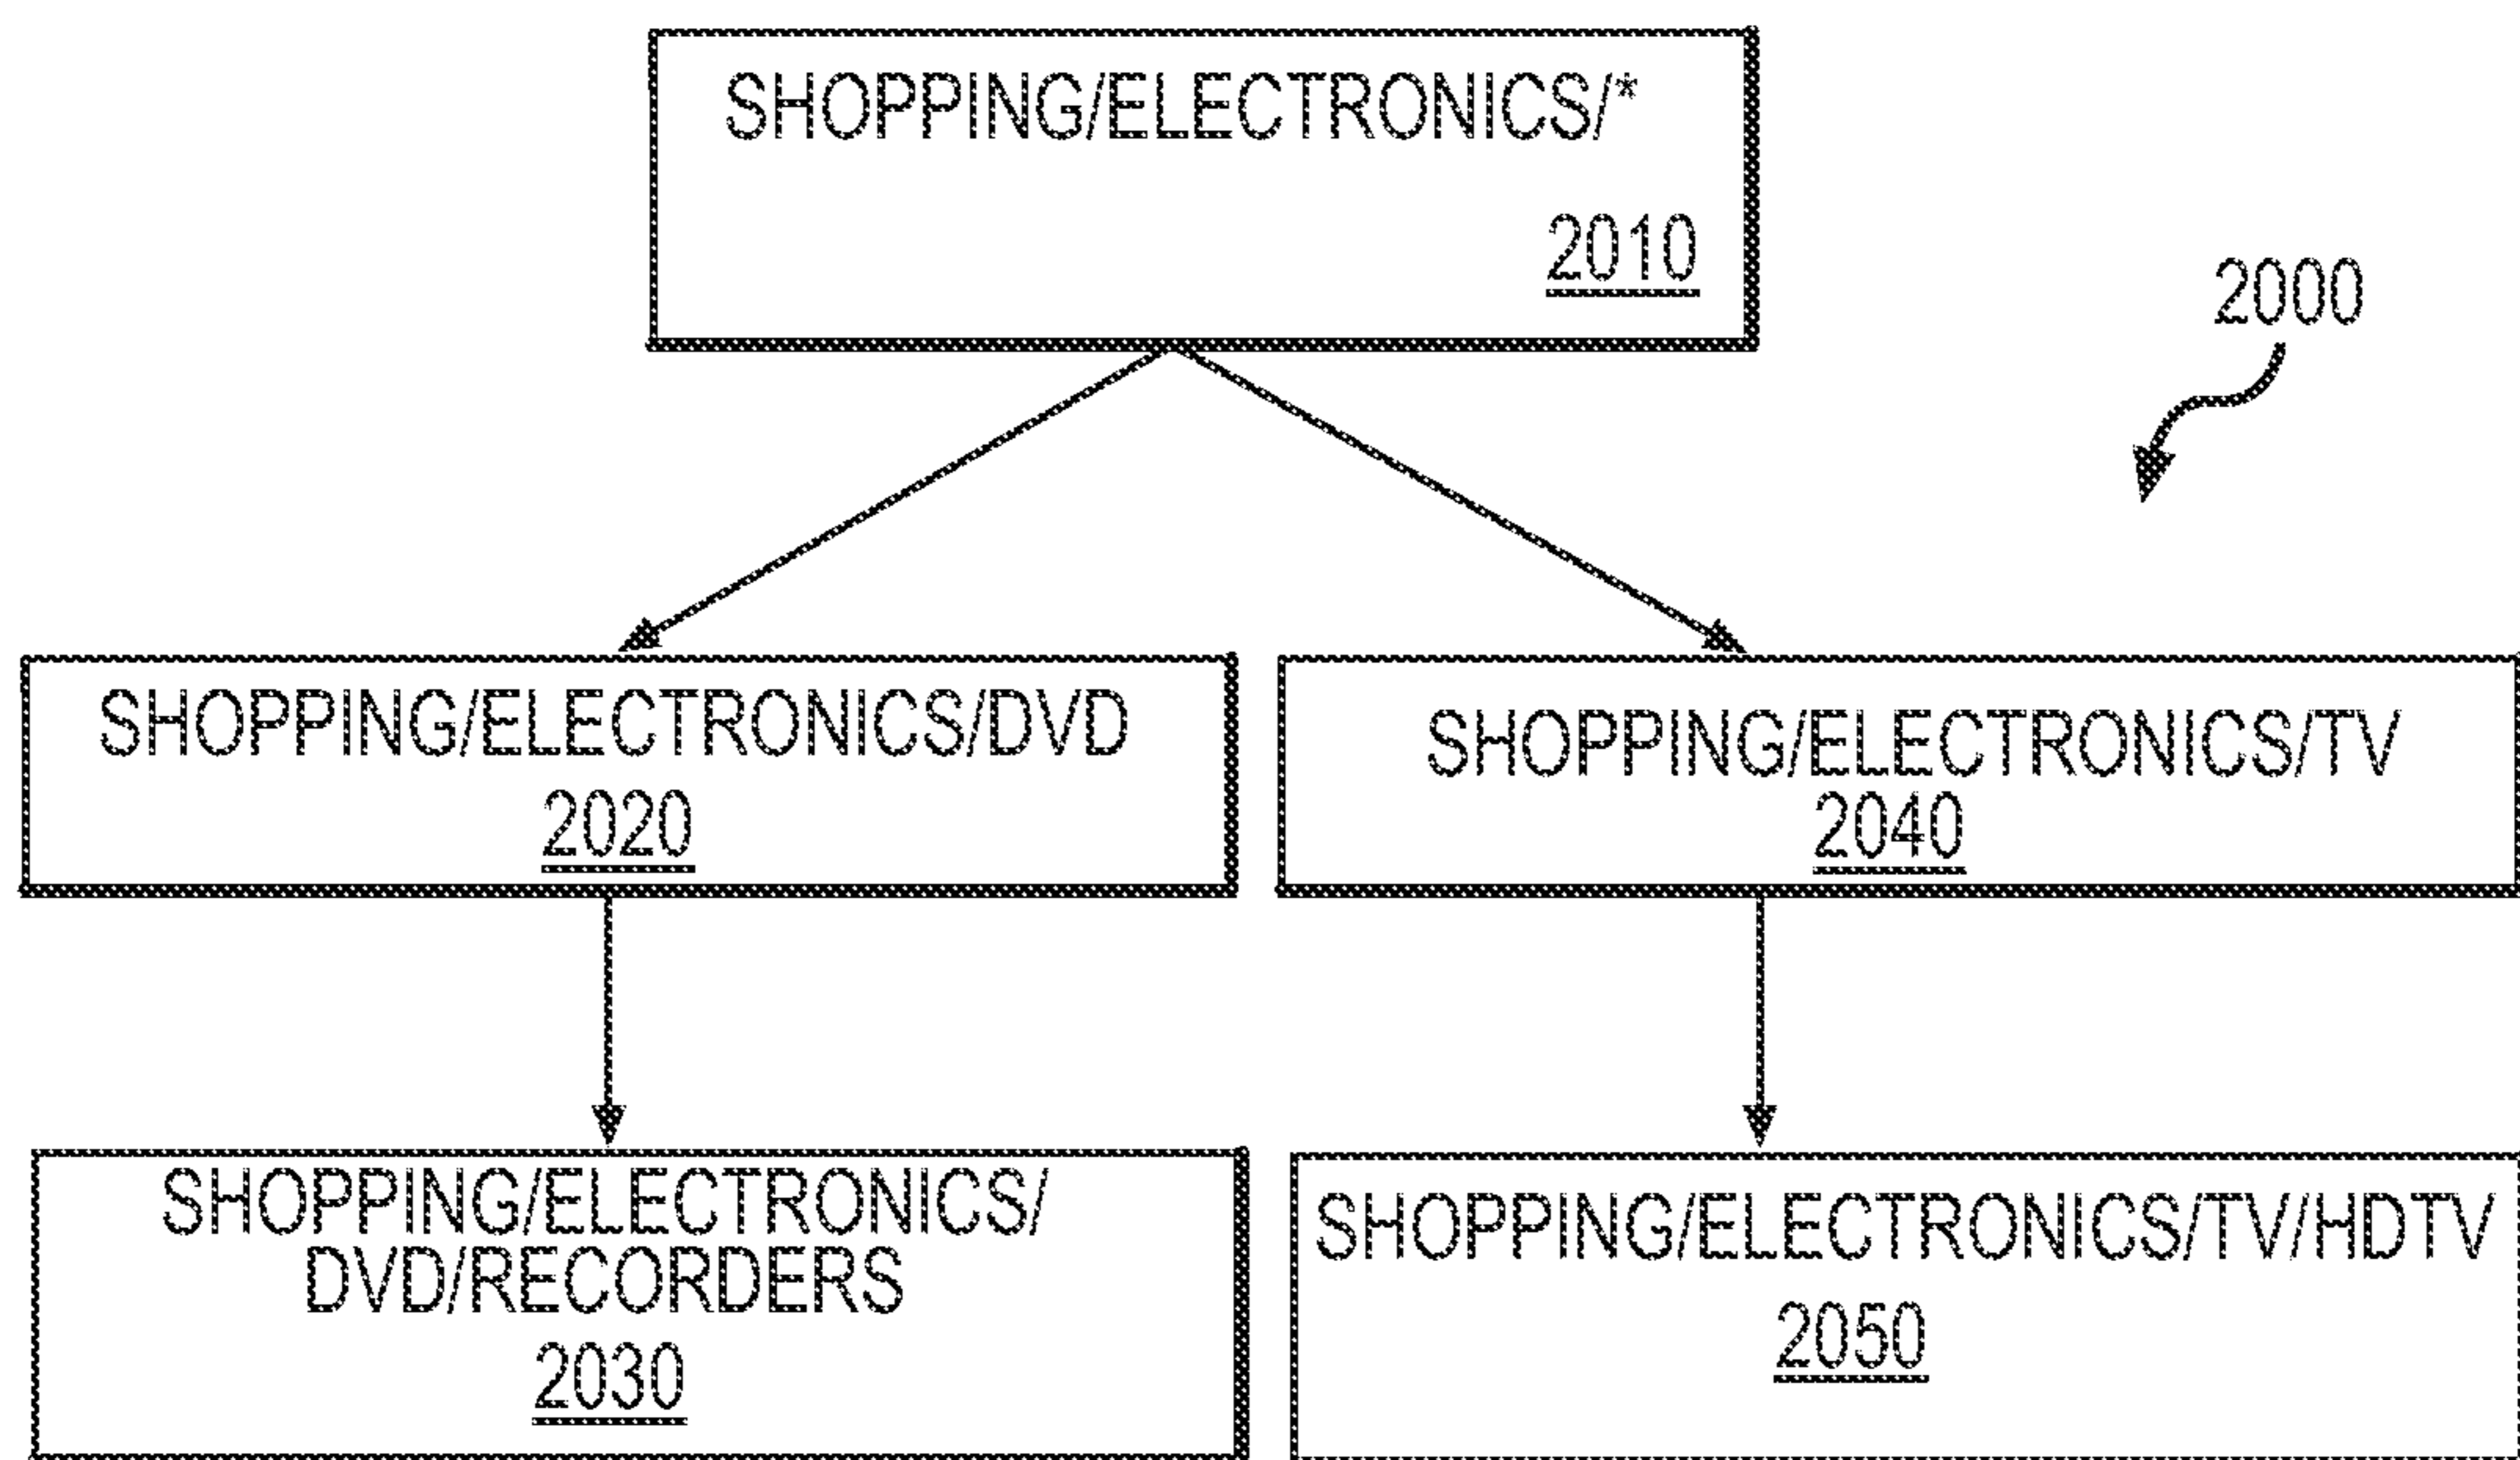 SHOPPING/ELECTRONICS/*
2010
2000
SHOPPING/ELECTRONICS/DVD
2020
SHOPPING/ELECTRONICS/TV
2040
SHOPPING/ELECTRONICS/
DVD/RECORDERS
2030
SHOPPING/ELECTRONICS/TV/HDTV
2050